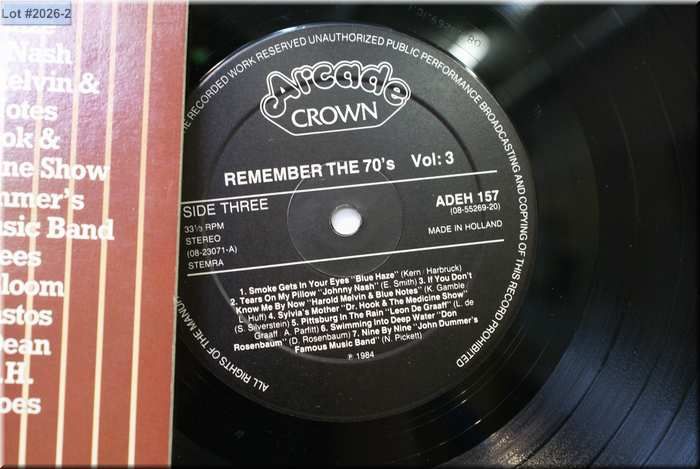 Lot #2026-2
Nash
elvin &
otes
ok &
ne Show
mmer's
usic Band
ees
loom
stos
ean
.H.
oes
RECORDED WORK RESERVED UNAUTHORIZED PUBLIC PERFORMANCE BROADCASTING AND COPYING OF THIS RECORD PROHIBITED
ALL RIGHTS OF THE MANU
Arcade
CROWN
REMEMBER THE 70's Vol: 3
SIDE THREE
33⅓ RPM
STEREO
(08-23071-A)
STEMRA
ADEH 157
(08-55269-20)
MADE IN HOLLAND
1. Smoke Gets In Your Eyes "Blue Haze" (Kern / Harbruck)
2. Tears On My Pillow "Johnny Nash" (E. Smith) 3. If You Don't
Know Me By Now "Harold Melvin & Blue Notes" (K. Gamble
L. Huff) 4. Sylvia's Mother "Dr. Hook & The Medicine Show"
(S. Silverstein) 5. Pittsburg In The Rain "Leon De Graaff" (L. de
Graaff A. Parfitt) 6. Swimming Into Deep Water "Don
Rosenbaum" (D. Rosenbaum) 7. Nine By Nine "John Dummer's
Famous Music Band" (N. Pickett)
℗ 1984